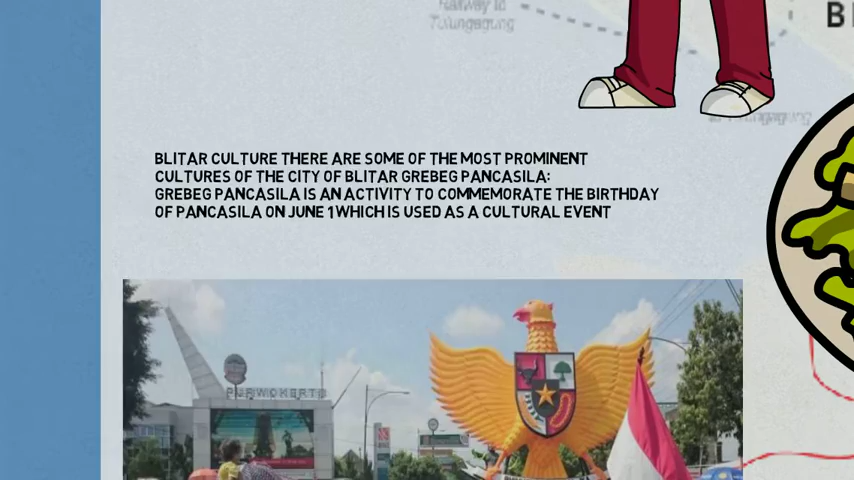 Railway to
Tulungagung
B
BLITAR CULTURE THERE ARE SOME OF THE MOST PROMINENT
CULTURES OF THE CITY OF BLITAR GREBEG PANCASILA:
GREBEG PANCASILA IS AN ACTIVITY TO COMMEMORATE THE BIRTHDAY
OF PANCASILA ON JUNE 1 WHICH IS USED AS A CULTURAL EVENT
PURWOKERTO